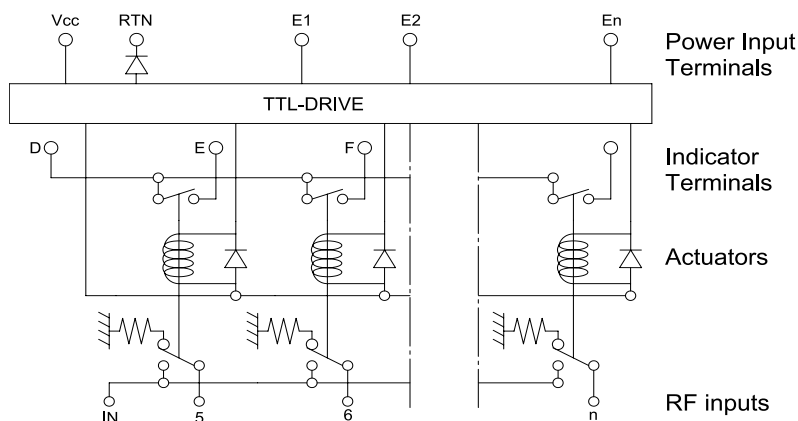 Vcc RTN E1 E2 En
Power Input
Terminals
TTL-DRIVE
D E F
Indicator
Terminals
Actuators
IN 5 6 n
RF inputs